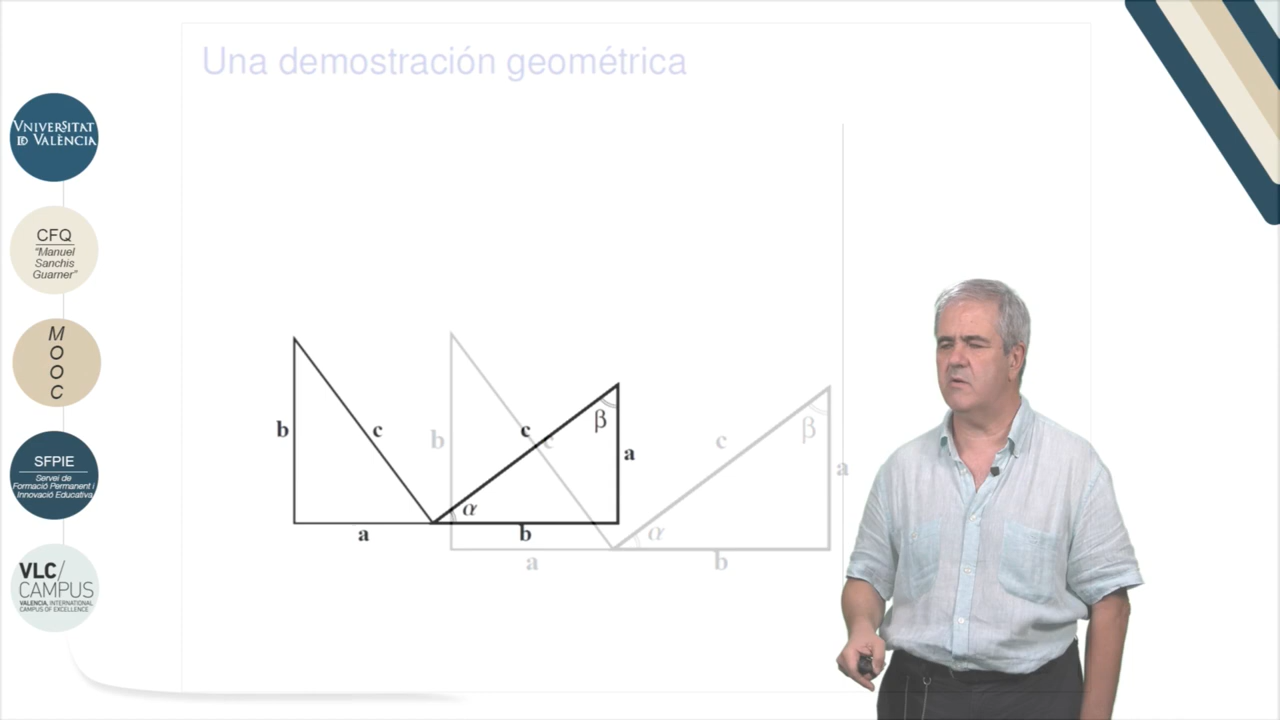 Una demostración geométrica
VNIVERSITAT
ID VALÈNCIA
CFQ
"Manuel
Sanchis
Guarner"
M
O
O
C
SFPIE
Servei de
Formació Permanent i
Innovació Educativa
VLC/
CAMPUS
VALENCIA, INTERNATIONAL
CAMPUS OF EXCELLENCE
b
c
a
c
β
a
α
b
b
c
a
c
β
a
α
b